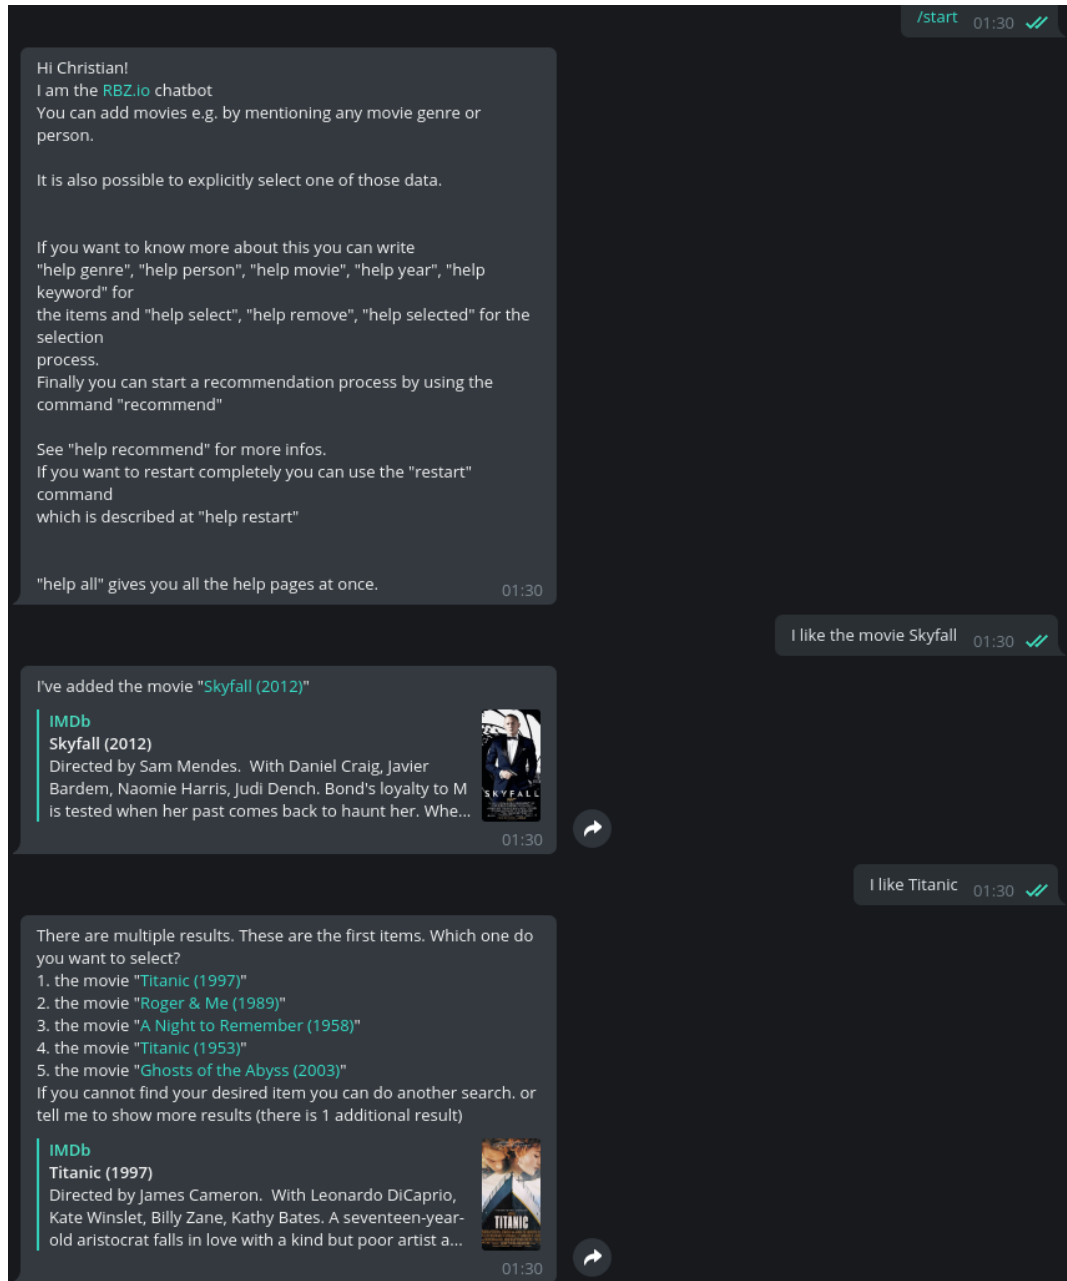 /start 01:30
Hi Christian!
I am the RBZ.io chatbot
You can add movies e.g. by mentioning any movie genre or
person.
It is also possible to explicitly select one of those data.
If you want to know more about this you can write
"help genre", "help person", "help movie", "help year", "help
keyword" for
the items and "help select", "help remove", "help selected" for the
selection
process.
Finally you can start a recommendation process by using the
command "recommend"
See "help recommend" for more infos.
If you want to restart completely you can use the "restart"
command
which is described at "help restart"
"help all" gives you all the help pages at once.
01:30
I like the movie Skyfall 01:30
I've added the movie "Skyfall (2012)"
IMDb
Skyfall (2012)
Directed by Sam Mendes.  With Daniel Craig, Javier
Bardem, Naomie Harris, Judi Dench. Bond's loyalty to M
is tested when her past comes back to haunt her. Whe...
SKYFALL
01:30
I like Titanic 01:30
There are multiple results. These are the first items. Which one do
you want to select?
1. the movie "Titanic (1997)"
2. the movie "Roger & Me (1989)"
3. the movie "A Night to Remember (1958)"
4. the movie "Titanic (1953)"
5. the movie "Ghosts of the Abyss (2003)"
If you cannot find your desired item you can do another search. or
tell me to show more results (there is 1 additional result)
IMDb
Titanic (1997)
Directed by James Cameron.  With Leonardo DiCaprio,
Kate Winslet, Billy Zane, Kathy Bates. A seventeen-year-
old aristocrat falls in love with a kind but poor artist a...
TITANIC
01:30